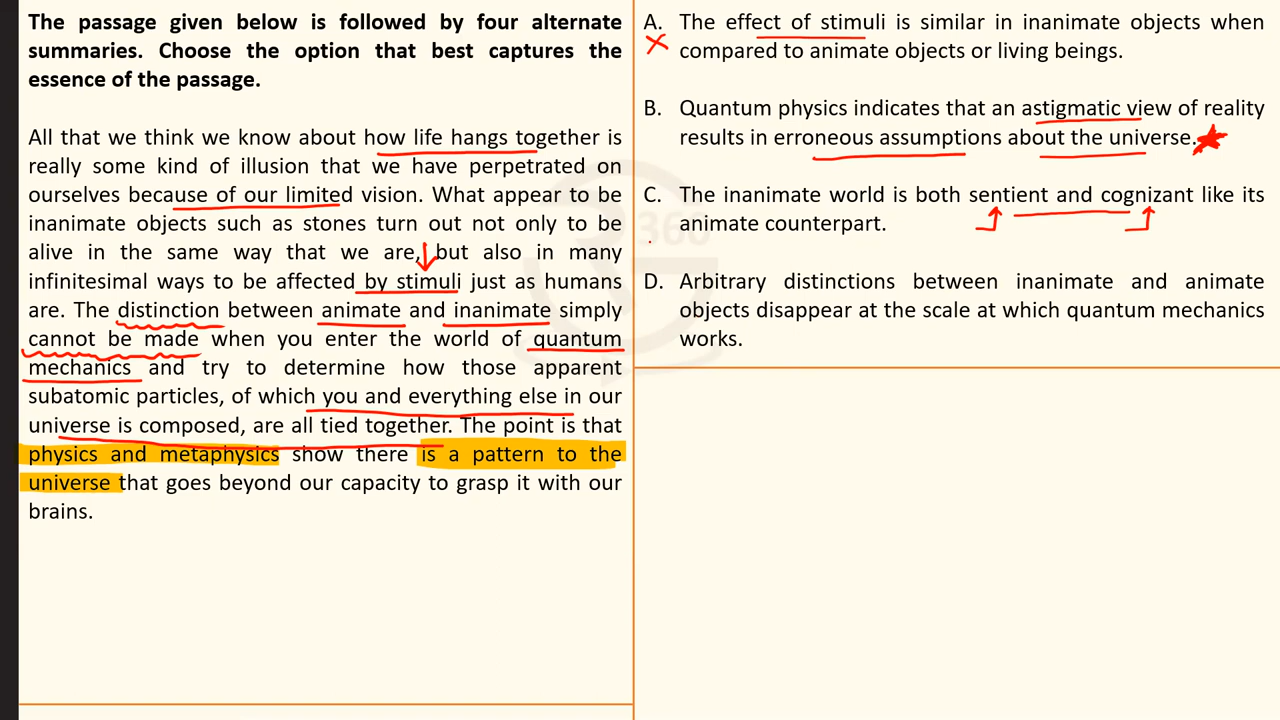 The passage given below is followed by four alternate
summaries. Choose the option that best captures the
essence of the passage.
All that we think we know about how life hangs together is
really some kind of illusion that we have perpetrated on
ourselves because of our limited vision. What appear to be
inanimate objects such as stones turn out not only to be
alive in the same way that we are, but also in many
infinitesimal ways to be affected by stimuli just as humans
are. The distinction between animate and inanimate simply
cannot be made when you enter the world of quantum
mechanics and try to determine how those apparent
subatomic particles, of which you and everything else in our
universe is composed, are all tied together. The point is that
physics and metaphysics show there is a pattern to the
universe that goes beyond our capacity to grasp it with our
brains.
A. The effect of stimuli is similar in inanimate objects when
compared to animate objects or living beings.
B. Quantum physics indicates that an astigmatic view of reality
results in erroneous assumptions about the universe.
C. The inanimate world is both sentient and cognizant like its
animate counterpart.
D. Arbitrary distinctions between inanimate and animate
objects disappear at the scale at which quantum mechanics
works.